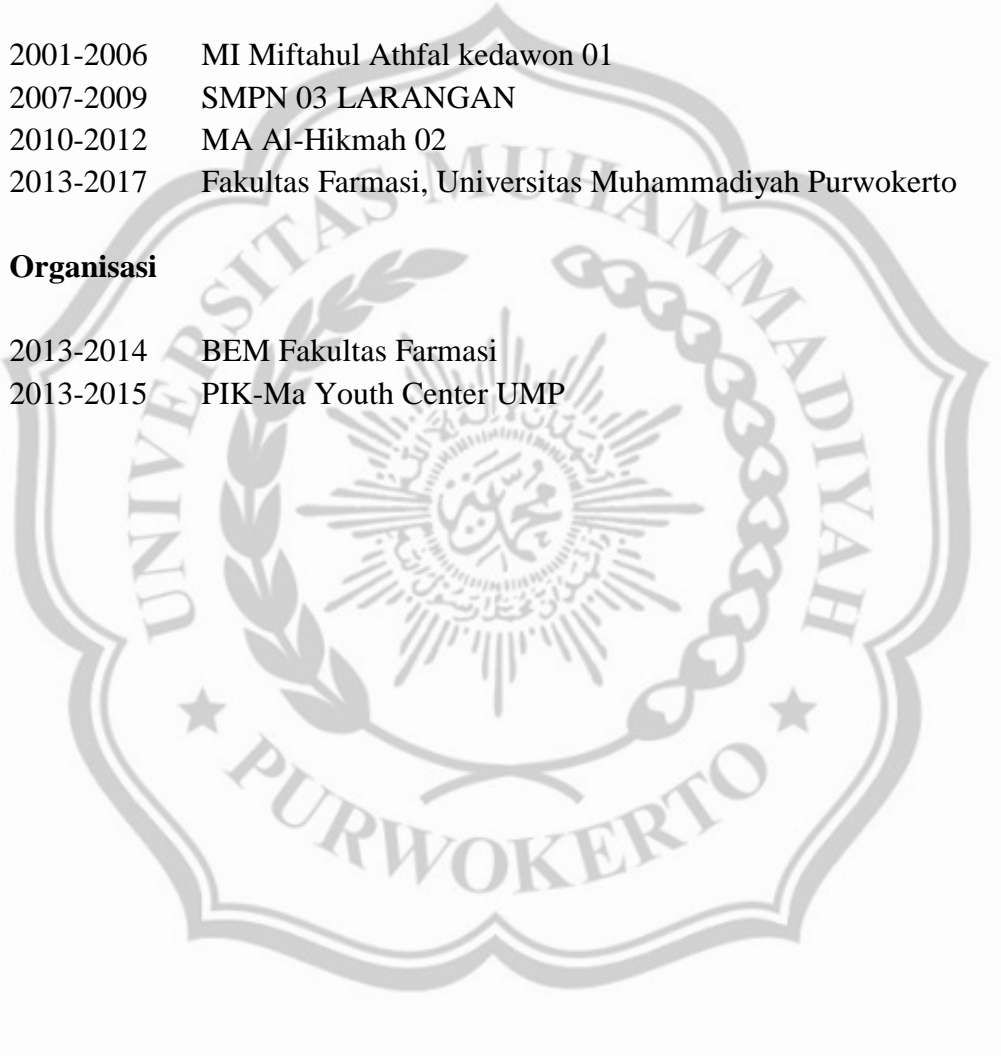 2001-2006 MI Miftahul Athfal kedawon 01
2007-2009 SMPN 03 LARANGAN
2010-2012 MA Al-Hikmah 02
2013-2017 Fakultas Farmasi, Universitas Muhammadiyah Purwokerto
Organisasi
2013-2014 BEM Fakultas Farmasi
2013-2015 PIK-Ma Youth Center UMP
UNIVERSITAS MUHAMMADIYAH
PURWOKERTO